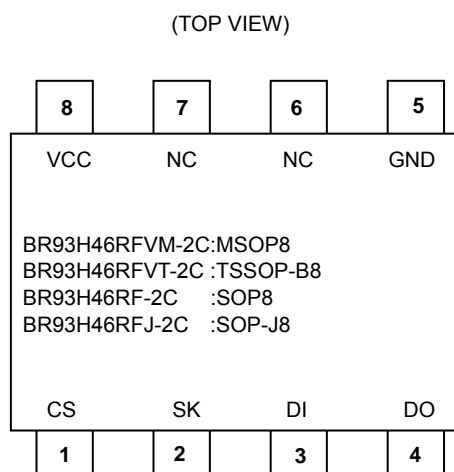 (TOP VIEW)
8 7 6 5
VCC NC NC GND
BR93H46RFVM-2C:MSOP8
BR93H46RFVT-2C :TSSOP-B8
BR93H46RF-2C :SOP8
BR93H46RFJ-2C :SOP-J8
CS SK DI DO
1 2 3 4